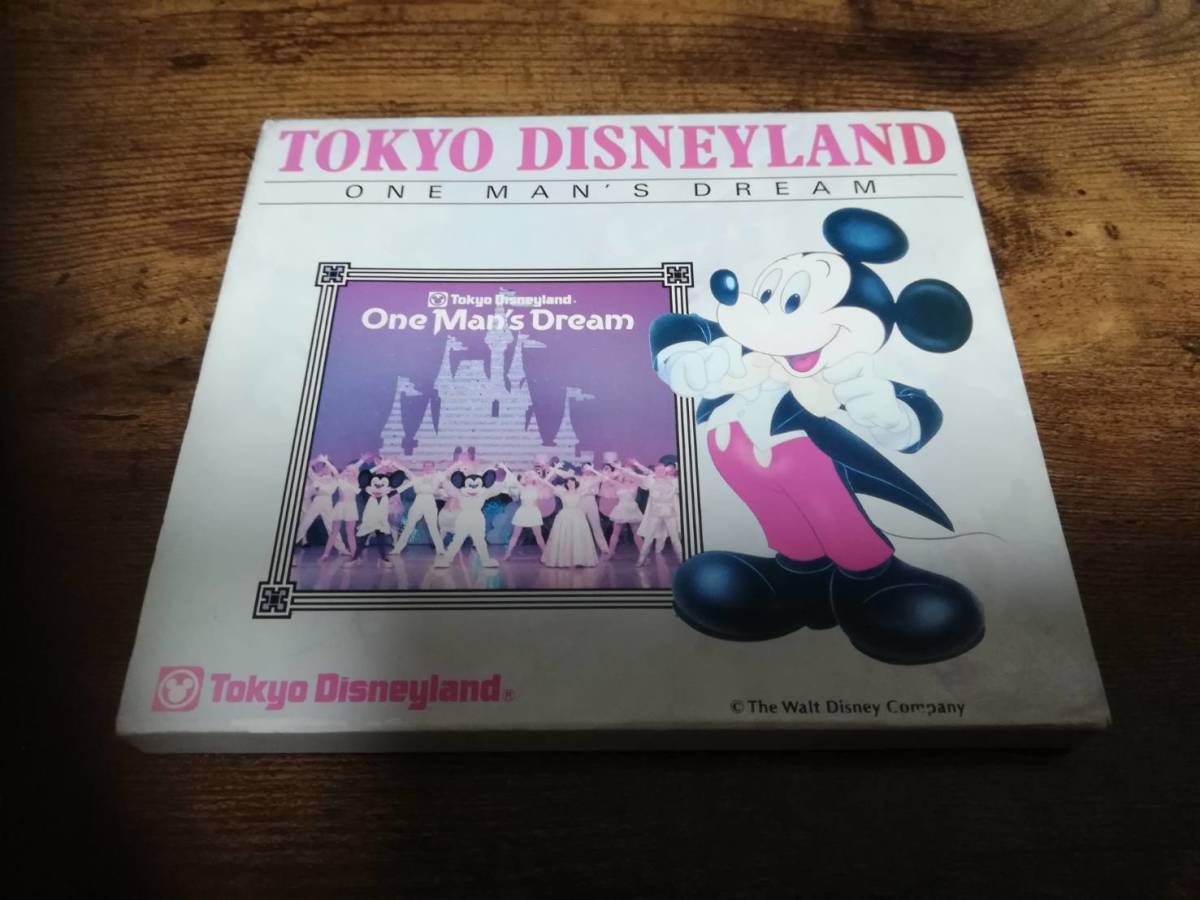 TOKYO DISNEYLAND
ONE MAN'S DREAM
Tokyo Disneyland®
One Man's Dream
Tokyo Disneyland®
© The Walt Disney Company